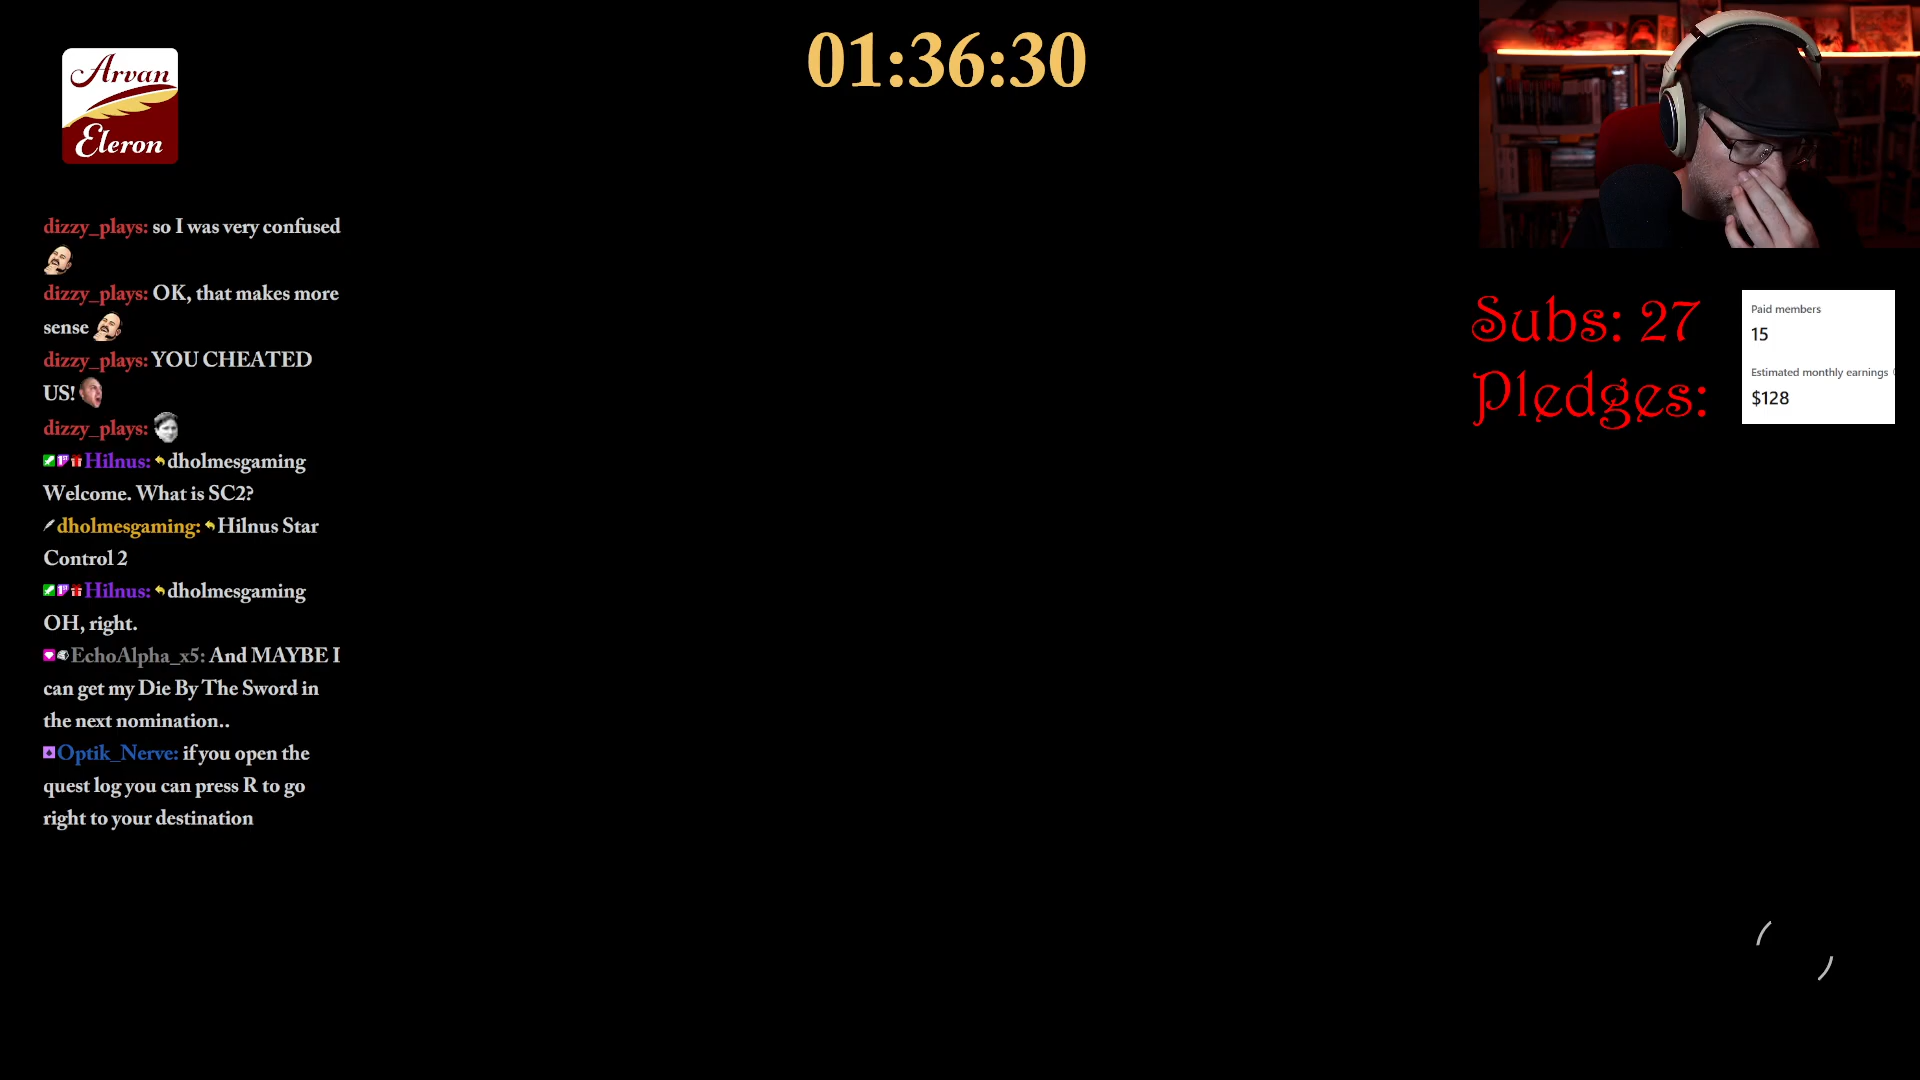 01:36:30
Arvan
Eleron
dizzy_plays: so I was very confused
dizzy_plays: OK, that makes more
sense
dizzy_plays: YOU CHEATED
US!
dizzy_plays:
Hilnus: dholmesgaming
Welcome. What is SC2?
dholmesgaming: Hilnus Star
Control 2
Hilnus: dholmesgaming
OH, right.
EchoAlpha_x5: And MAYBE I
can get my Die By The Sword in
the next nomination..
Optik_Nerve: if you open the
quest log you can press R to go
right to your destination
Subs: 27
Pledges:
Paid members
15
Estimated monthly earnings
$128